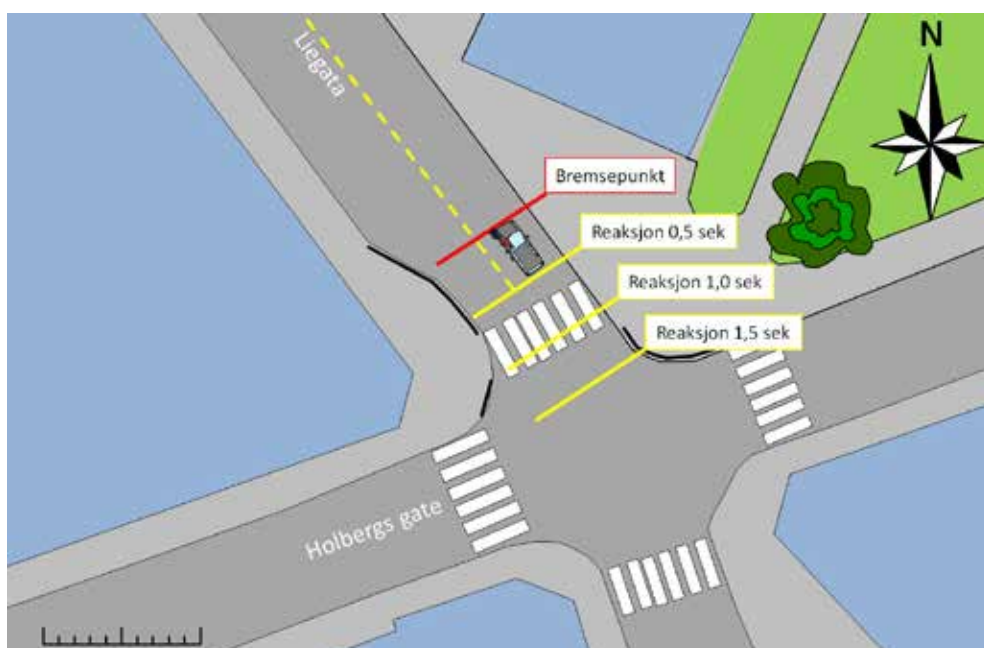 N
Liegata
Bremsepunkt
Reaksjon 0,5 sek
Reaksjon 1,0 sek
Reaksjon 1,5 sek
Holbergs gate